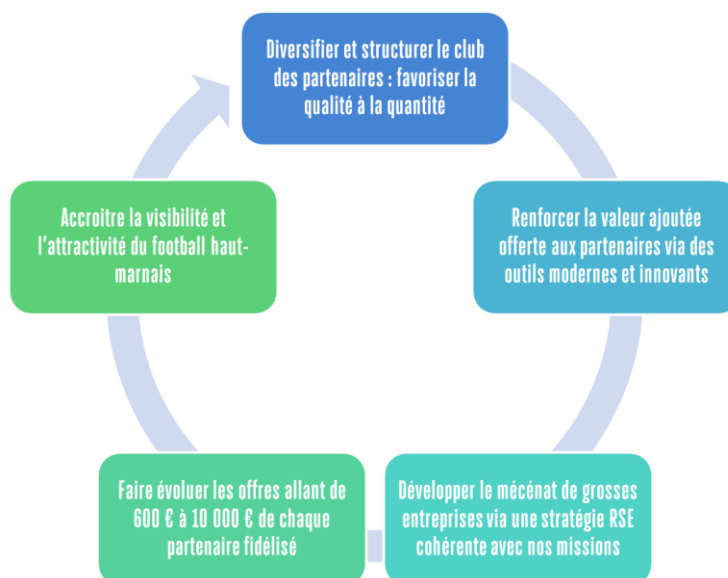 Diversifier et structurer le club
des partenaires : favoriser la
qualité à la quantité
Renforcer la valeur ajoutée
offerte aux partenaires via des
outils modernes et innovants
Développer le mécénat de grosses
entreprises via une stratégie RSE
cohérente avec nos missions
Faire évoluer les offres allant de
600 € à 10 000 € de chaque
partenaire fidélisé
Accroitre la visibilité et
l'attractivité du football haut-
marnais